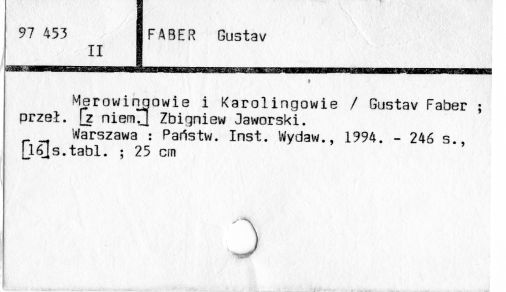 97 453
II
FABER Gustav
Merowingowie i Karolingowie / Gustav Faber ;
przeł. [z niem.] Zbigniew Jaworski.
Warszawa : Państw. Inst. Wydaw., 1994. - 246 s.,
[16]s.tabl. ; 25 cm